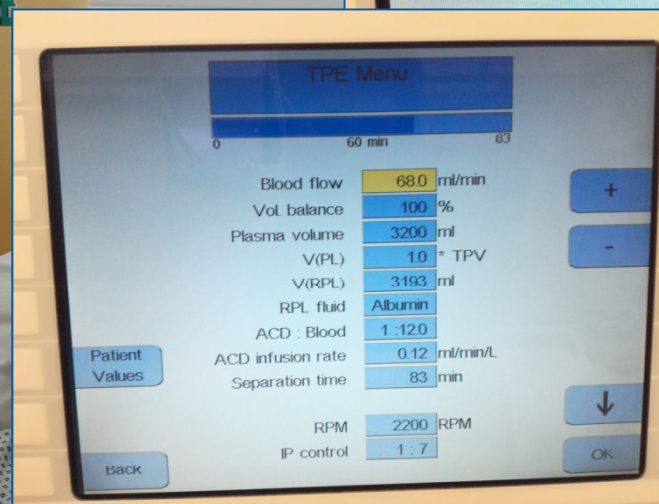 TPE Menu
0 60 min 83
Blood flow 68.0 ml/min
Vol. balance 100 %
Plasma volume 3200 ml
V(PL) 1.0 * TPV
V(RPL) 3193 ml
RPL fluid Albumin
ACD : Blood 1 :12.0
ACD infusion rate 0.12 ml/min/L
Separation time 83 min
RPM 2200 RPM
IP control 1 : 7
Patient
Values
Back
+
-
↓
OK